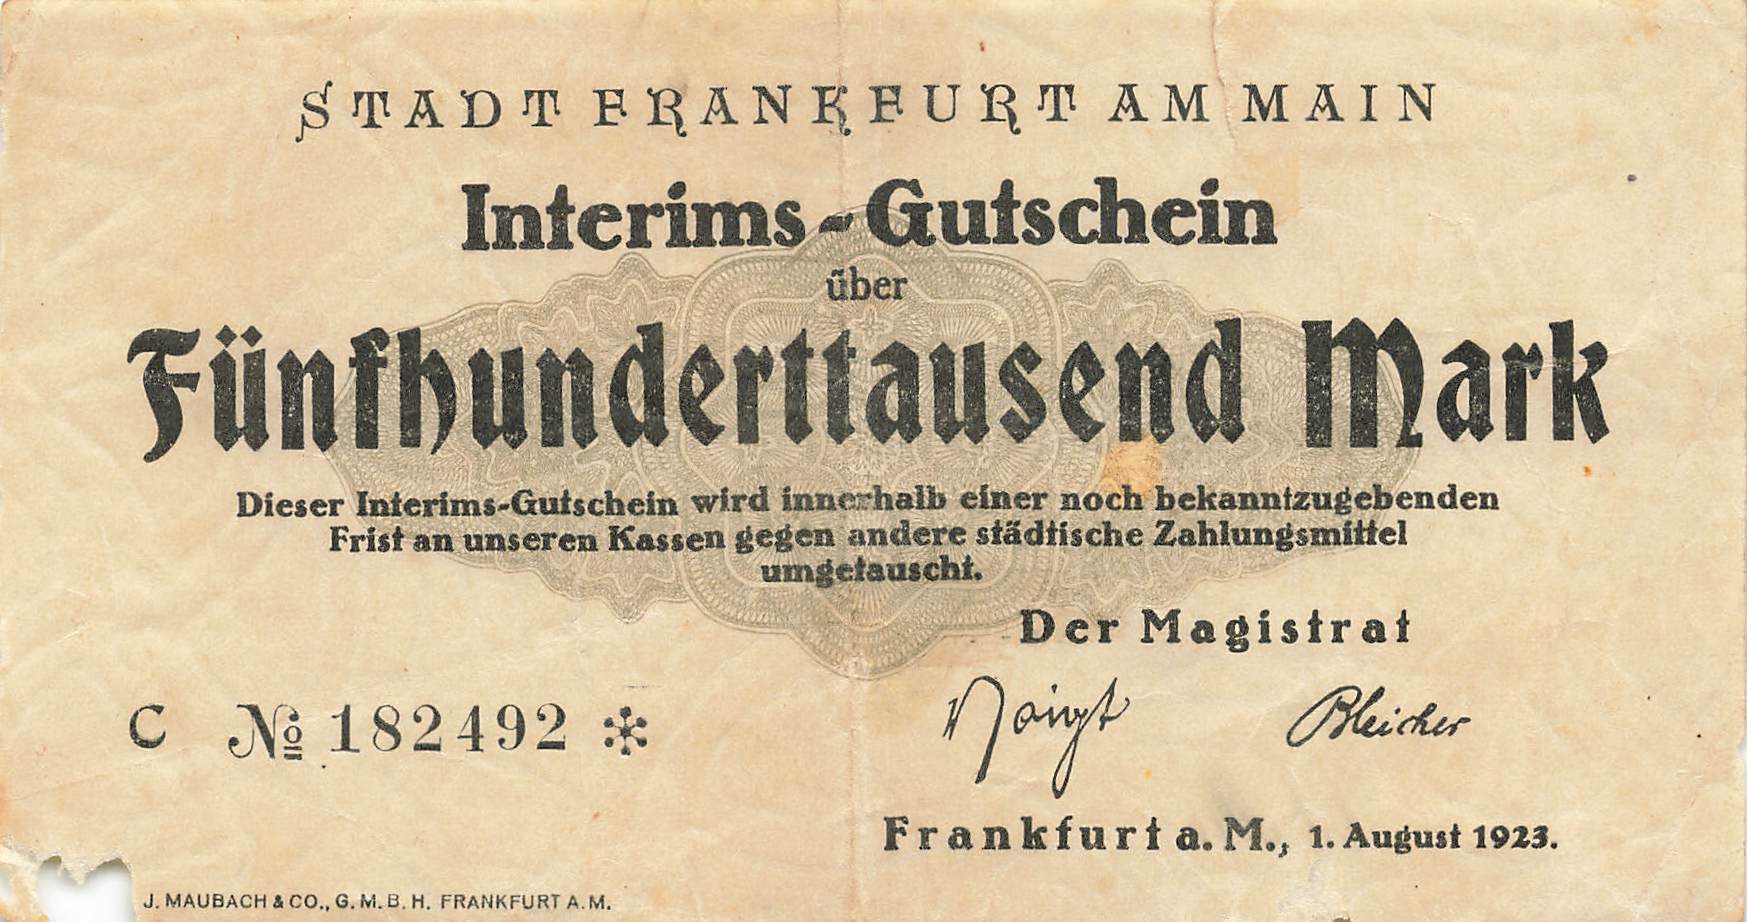 STADT FRANKFURT AM MAIN
Interims-Gutschein
über
Fünfhunderttausend Mark
Dieser Interims-Gutschein wird innerhalb einer noch bekanntzugebenden
Frist an unseren Kassen gegen andere städtische Zahlungsmittel
umgetauscht.
Der Magistrat
Voigt Bleicher
C № 182492 *
Frankfurt a. M., 1. August 1923.
J. MAUBACH & CO., G. M. B. H. FRANKFURT A. M.